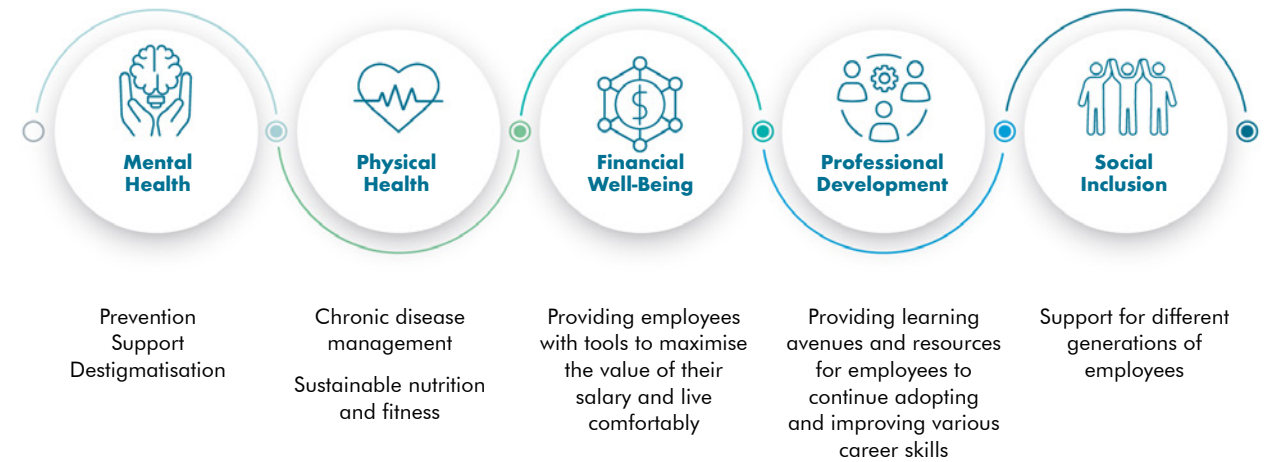 Mental
Health
Physical
Health
$
Financial
Well-Being
Professional
Development
Social
Inclusion
Prevention
Support
Destigmatisation
Chronic disease
management
Sustainable nutrition
and fitness
Providing employees
with tools to maximise
the value of their
salary and live
comfortably
Providing learning
avenues and resources
for employees to
continue adopting
and improving various
career skills
Support for different
generations of
employees